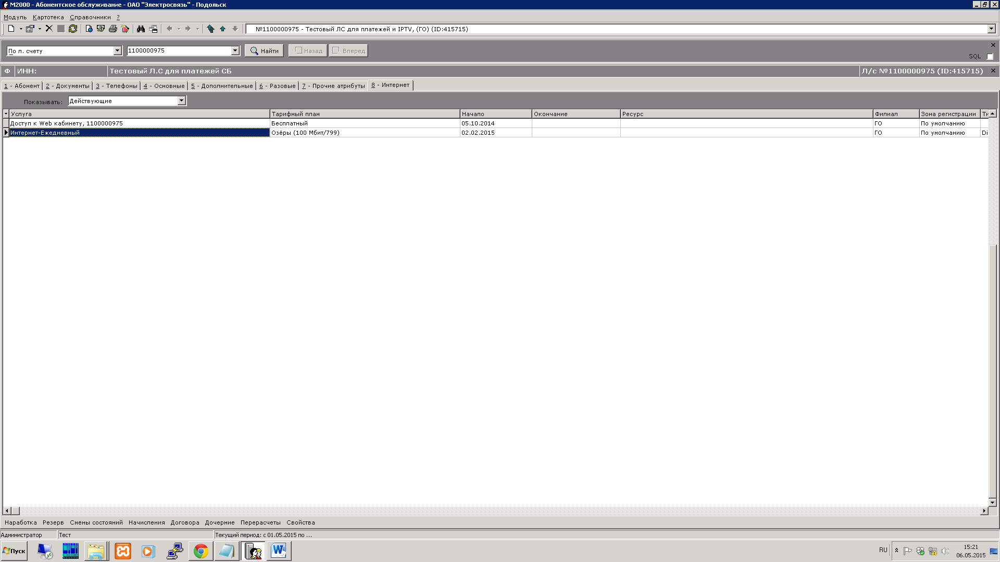 М2000 - Абонентское обслуживание - ОАО "Электросвязь" - Подольск
Модуль Картотека Справочники ?
№1100000975 - Тестовый ЛС для платежей и IPTV, (ГО) (ID:415715)
По л. счету 1100000975 Найти Назад Вперед
SQL
Ф ИНН: Тестовый Л.С для платежей СБ Л/с №1100000975 (ID:415715)
1 - Абонент 2 - Документы 3 - Телефоны 4 - Основные 5 - Дополнительные 6 - Разовые 7 - Прочие атрибуты 8 - Интернет
Показывать: Действующие
Услуга Тарифный план Начало Окончание Ресурс Филиал Зона регистрации Ти
Доступ к Web кабинету, 1100000975 Бесплатный 05.10.2014 ГО По умолчанию
Интернет-Ежедневный Озёры (100 Мбит/799) 02.02.2015 ГО По умолчанию Di
Наработка Резерв Смены состояний Начисления Договора Дочерние Перерасчеты Свойства
Администратор Тест Текущий период: с 01.05.2015 по ...
Пуск RU 15:21
06.05.2015